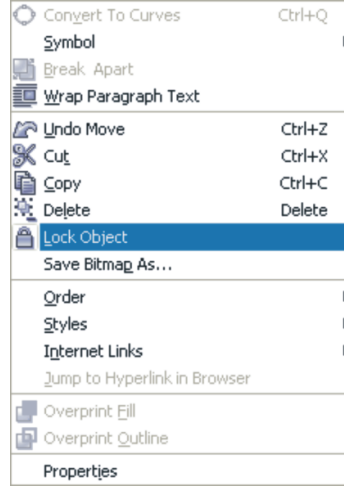 Convert To Curves Ctrl+Q
Symbol
Break Apart
Wrap Paragraph Text
Undo Move Ctrl+Z
Cut Ctrl+X
Copy Ctrl+C
Delete Delete
Lock Object
Save Bitmap As...
Order
Styles
Internet Links
Jump to Hyperlink in Browser
Overprint Fill
Overprint Outline
Properties